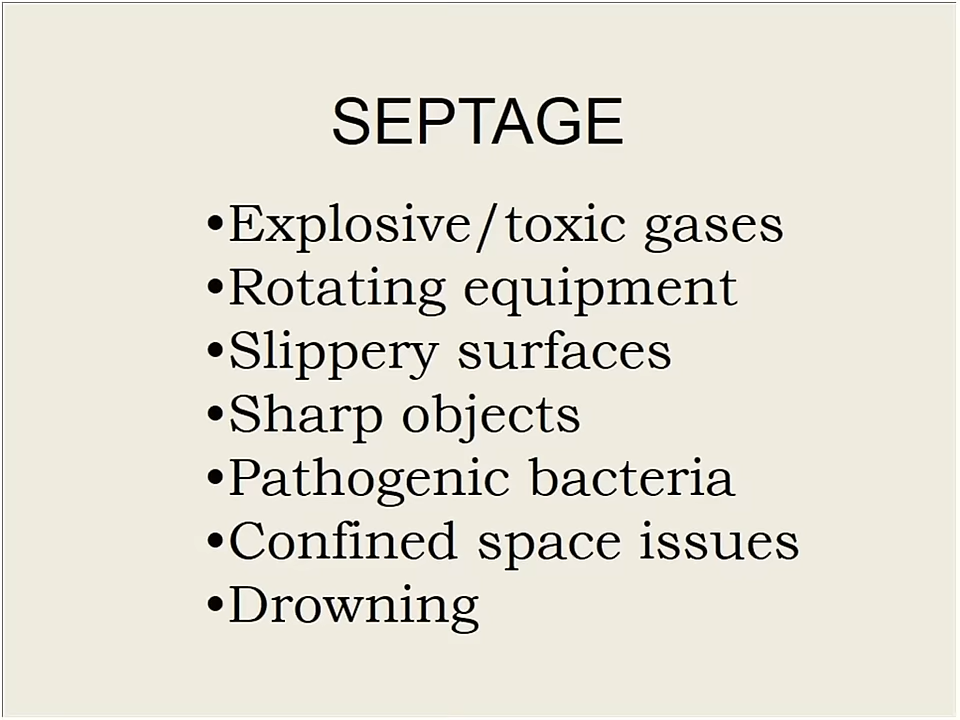 SEPTAGE
•Explosive/toxic gases
•Rotating equipment
•Slippery surfaces
•Sharp objects
•Pathogenic bacteria
•Confined space issues
•Drowning